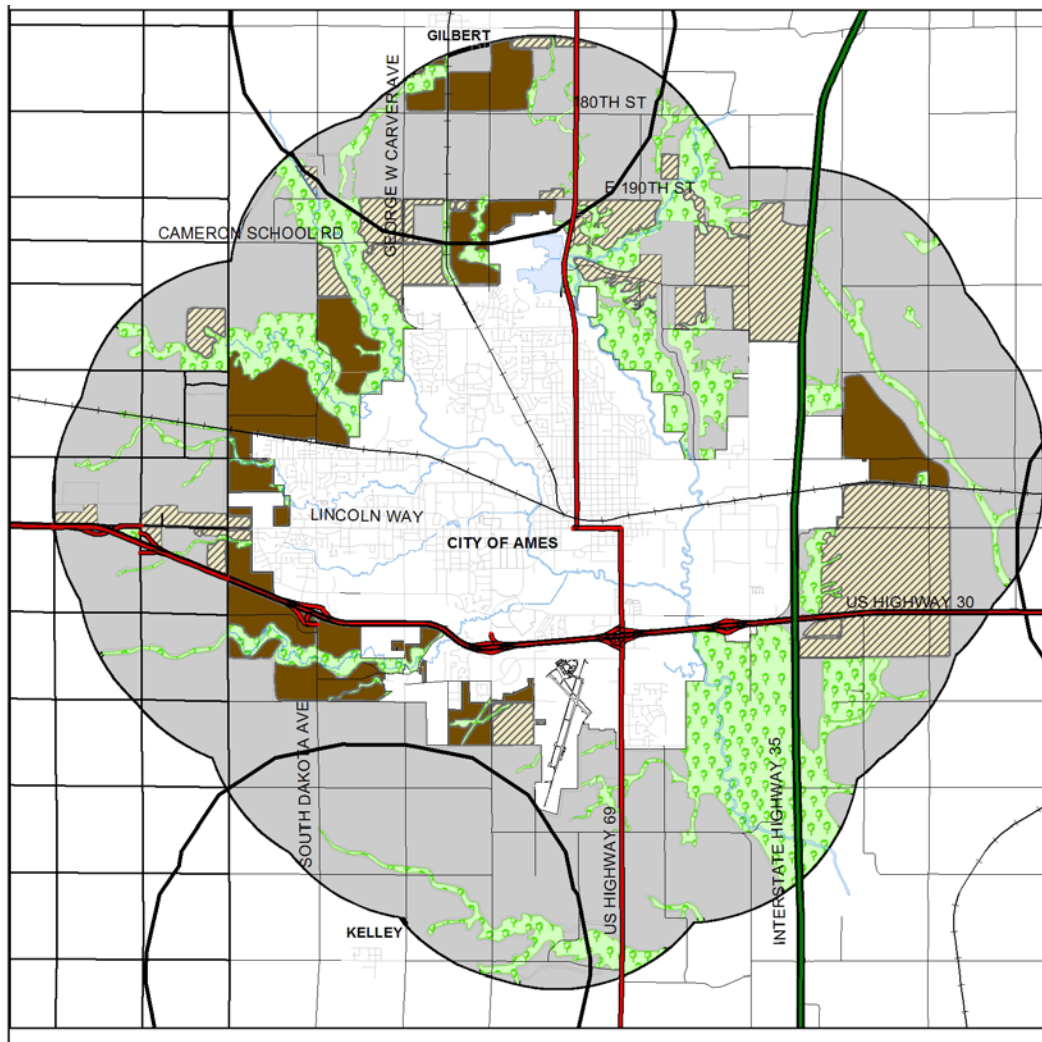 GILBERT
GEORGE W CARVER AVE
180TH ST
E 190TH ST
CAMERON SCHOOL RD
LINCOLN WAY
CITY OF AMES
US HIGHWAY 30
SOUTH DAKOTA AVE
US HIGHWAY 69
INTERSTATE HIGHWAY 35
KELLEY